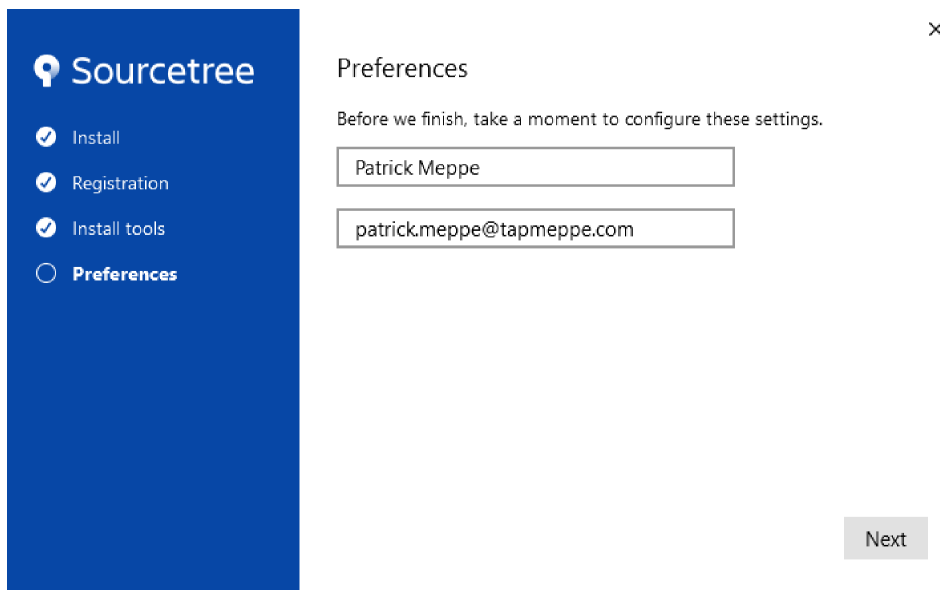 Sourcetree
Install
Registration
Install tools
Preferences
Preferences
Before we finish, take a moment to configure these settings.
Patrick Meppe
patrick.meppe@tapmeppe.com
Next